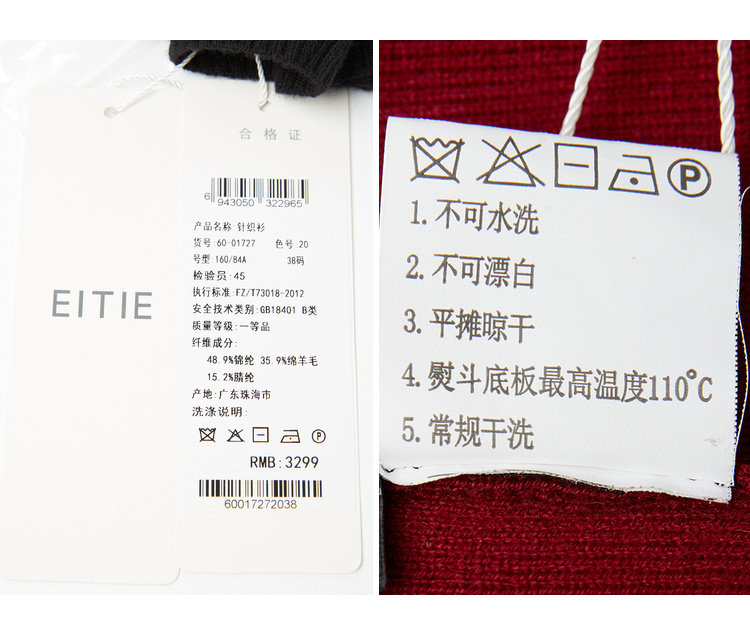 EITIE
合格证
6 943050 322965
产品名称:针织衫
货号:60-01727 色号:20
号型:160/84A 38码
检验员:45
执行标准:FZ/T73018-2012
安全技术类别:GB18401 B类
质量等级:一等品
纤维成分:
48.9%锦纶 35.9%绵羊毛
15.2%腈纶
产地:广东珠海市
洗涤说明:
P
RMB:3299
60017272038
P
1.不可水洗
2.不可漂白
3.平摊晾干
4.熨斗底板最高温度110℃
5.常规干洗